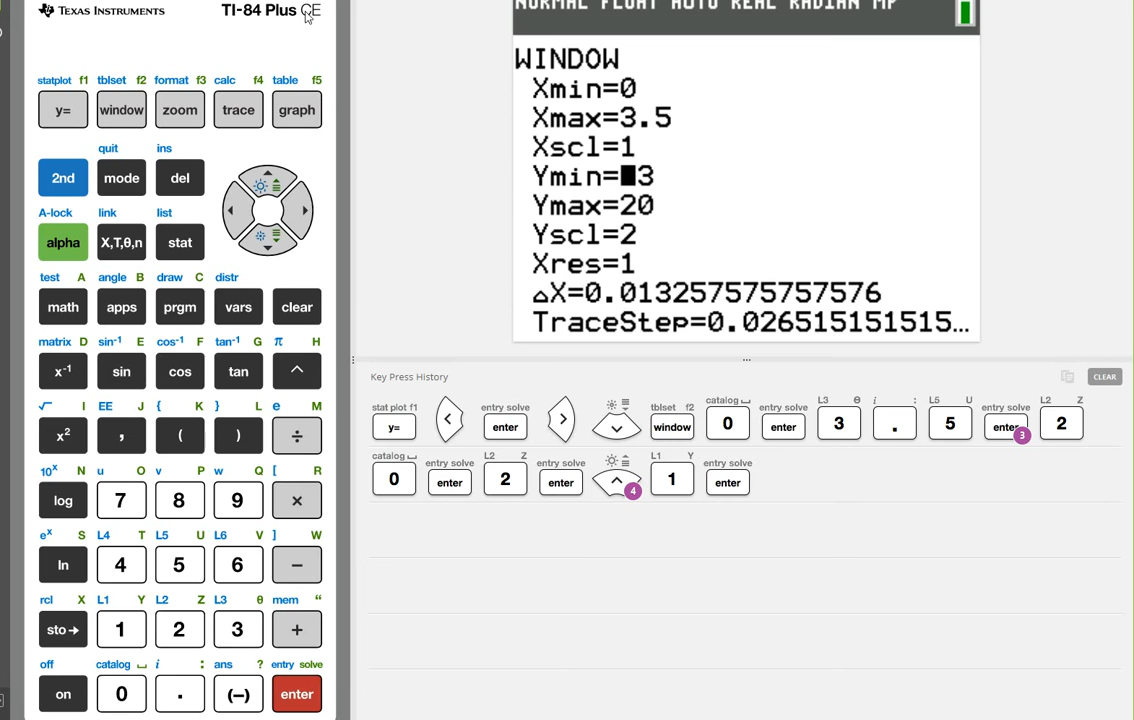 TEXAS INSTRUMENTS
TI-84 Plus CE
statplot f1 tblset f2 format f3 calc f4 table f5
y= window zoom trace graph
quit ins
2nd mode del
A-lock link list
alpha X,T,θ,n stat
test A angle B draw C distr
math apps prgm vars clear
matrix D sin⁻¹ E cos⁻¹ F tan⁻¹ G π H
x⁻¹ sin cos tan ^
√ I EE J { K } L e M
x² , ( ) ÷
10ˣ N u O v P w Q [ R
log 7 8 9 ×
eˣ S L4 T L5 U L6 V ] W
ln 4 5 6 −
rcl X L1 Y L2 Z L3 θ mem “
sto→ 1 2 3 +
off catalog ⎵ i : ans ? entry solve
on 0 . (−) enter
NORMAL FLOAT AUTO REAL RADIAN MP
WINDOW
Xmin=0
Xmax=3.5
Xscl=1
Ymin=3
Ymax=20
Yscl=2
Xres=1
△X=0.013257575757576
TraceStep=0.026515151515...
Key Press History
CLEAR
stat plot f1 entry solve tblset f2 catalog ⎵ entry solve L3 θ i : L5 U entry solve L2 Z
y= < enter > window 0 enter 3 . 5 enter 3 2
catalog ⎵ entry solve L2 Z entry solve L1 Y entry solve
0 enter 2 enter ^ 4 1 enter